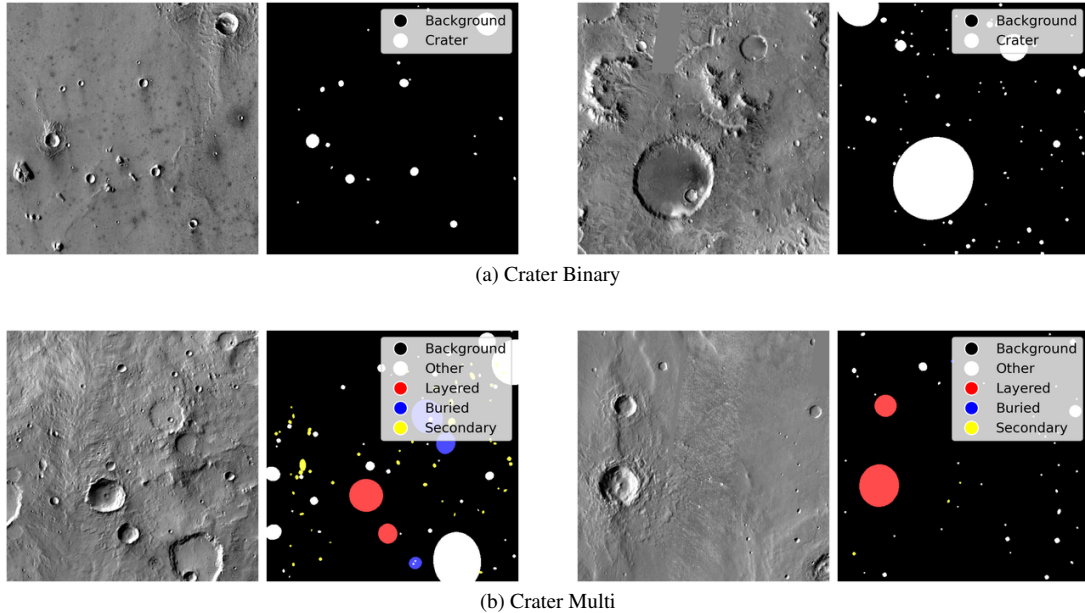 Background
Crater
Background
Crater
(a) Crater Binary
Background
Other
Layered
Buried
Secondary
Background
Other
Layered
Buried
Secondary
(b) Crater Multi